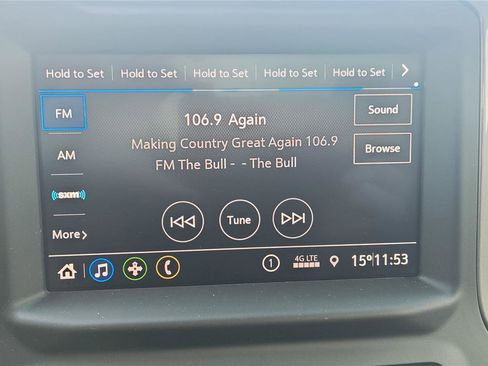 Hold to Set Hold to Set Hold to Set Hold to Set Hold to Set >
FM 106.9 Again Sound
Making Country Great Again 106.9
AM FM The Bull - - The Bull Browse
sxm
Tune
More >
1 4G LTE 15° 11:53